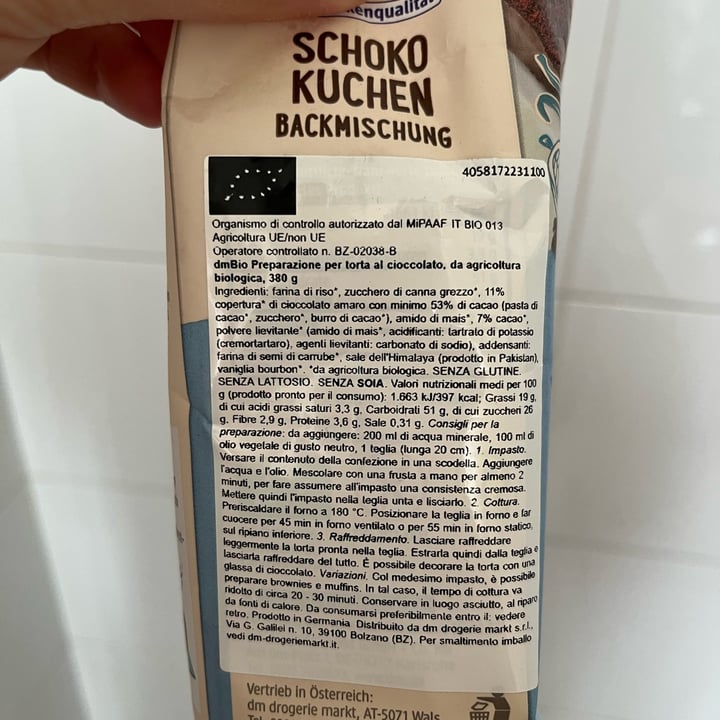 SCHOKO
KUCHEN
BACKMISCHUNG
4058172231100
Organismo di controllo autorizzato dal MiPAAF IT BIO 013
Agricoltura UE/non UE
Operatore controllato n. BZ-02038-B
dmBio Preparazione per torta al cioccolato, da agricoltura
biologica, 380 g
Ingredienti: farina di riso*, zucchero di canna grezzo*, 11%
copertura* di cioccolato amaro con minimo 53% di cacao (pasta di
cacao*, zucchero*, burro di cacao*), amido di mais*, 7% cacao*,
polvere lievitante* (amido di mais*, acidificanti: tartrato di potassio
(cremortartaro), agenti lievitanti: carbonato di sodio), addensanti:
farina di semi di carrube*, sale dell'Himalaya (prodotto in Pakistan),
vaniglia bourbon*. *da agricoltura biologica. SENZA GLUTINE.
SENZA LATTOSIO. SENZA SOIA. Valori nutrizionali medi per 100
g (prodotto pronto per il consumo): 1.663 kJ/397 kcal; Grassi 19 g,
di cui acidi grassi saturi 3,3 g, Carboidrati 51 g, di cui zuccheri 26
g, Fibre 2,9 g, Proteine 3,6 g, Sale 0,31 g. Consigli per la
preparazione: da aggiungere: 200 ml di acqua minerale, 100 ml di
olio vegetale di gusto neutro, 1 teglia (lunga 20 cm). 1. Impasto.
Versare il contenuto della confezione in una scodella. Aggiungere
l'acqua e l'olio. Mescolare con una frusta a mano per almeno 2
minuti, per fare assumere all'impasto una consistenza cremosa.
Mettere quindi l'impasto nella teglia unta e lisciarlo. 2. Cottura.
Preriscaldare il forno a 180 °C. Posizionare la teglia in forno e far
cuocere per 45 min in forno ventilato o per 55 min in forno statico,
sul ripiano inferiore. 3. Raffreddamento. Lasciare raffreddare
leggermente la torta pronta nella teglia. Estrarla quindi dalla teglia e
lasciarla raffreddare del tutto. È possibile decorare la torta con una
glassa di cioccolato. Variazioni. Col medesimo impasto, è possibile
preparare brownies e muffins. In tal caso, il tempo di cottura va
ridotto di circa 20 - 30 minuti. Conservare in luogo asciutto, al riparo
da fonti di calore. Da consumarsi preferibilmente entro il: vedere
retro. Prodotto in Germania. Distribuito da dm drogerie markt s.r.l.,
Via G. Galilei n. 10, 39100 Bolzano (BZ). Per smaltimento imballo
vedi dm-drogeriemarkt.it.
Vertrieb in Österreich:
dm drogerie markt, AT-5071 Wals